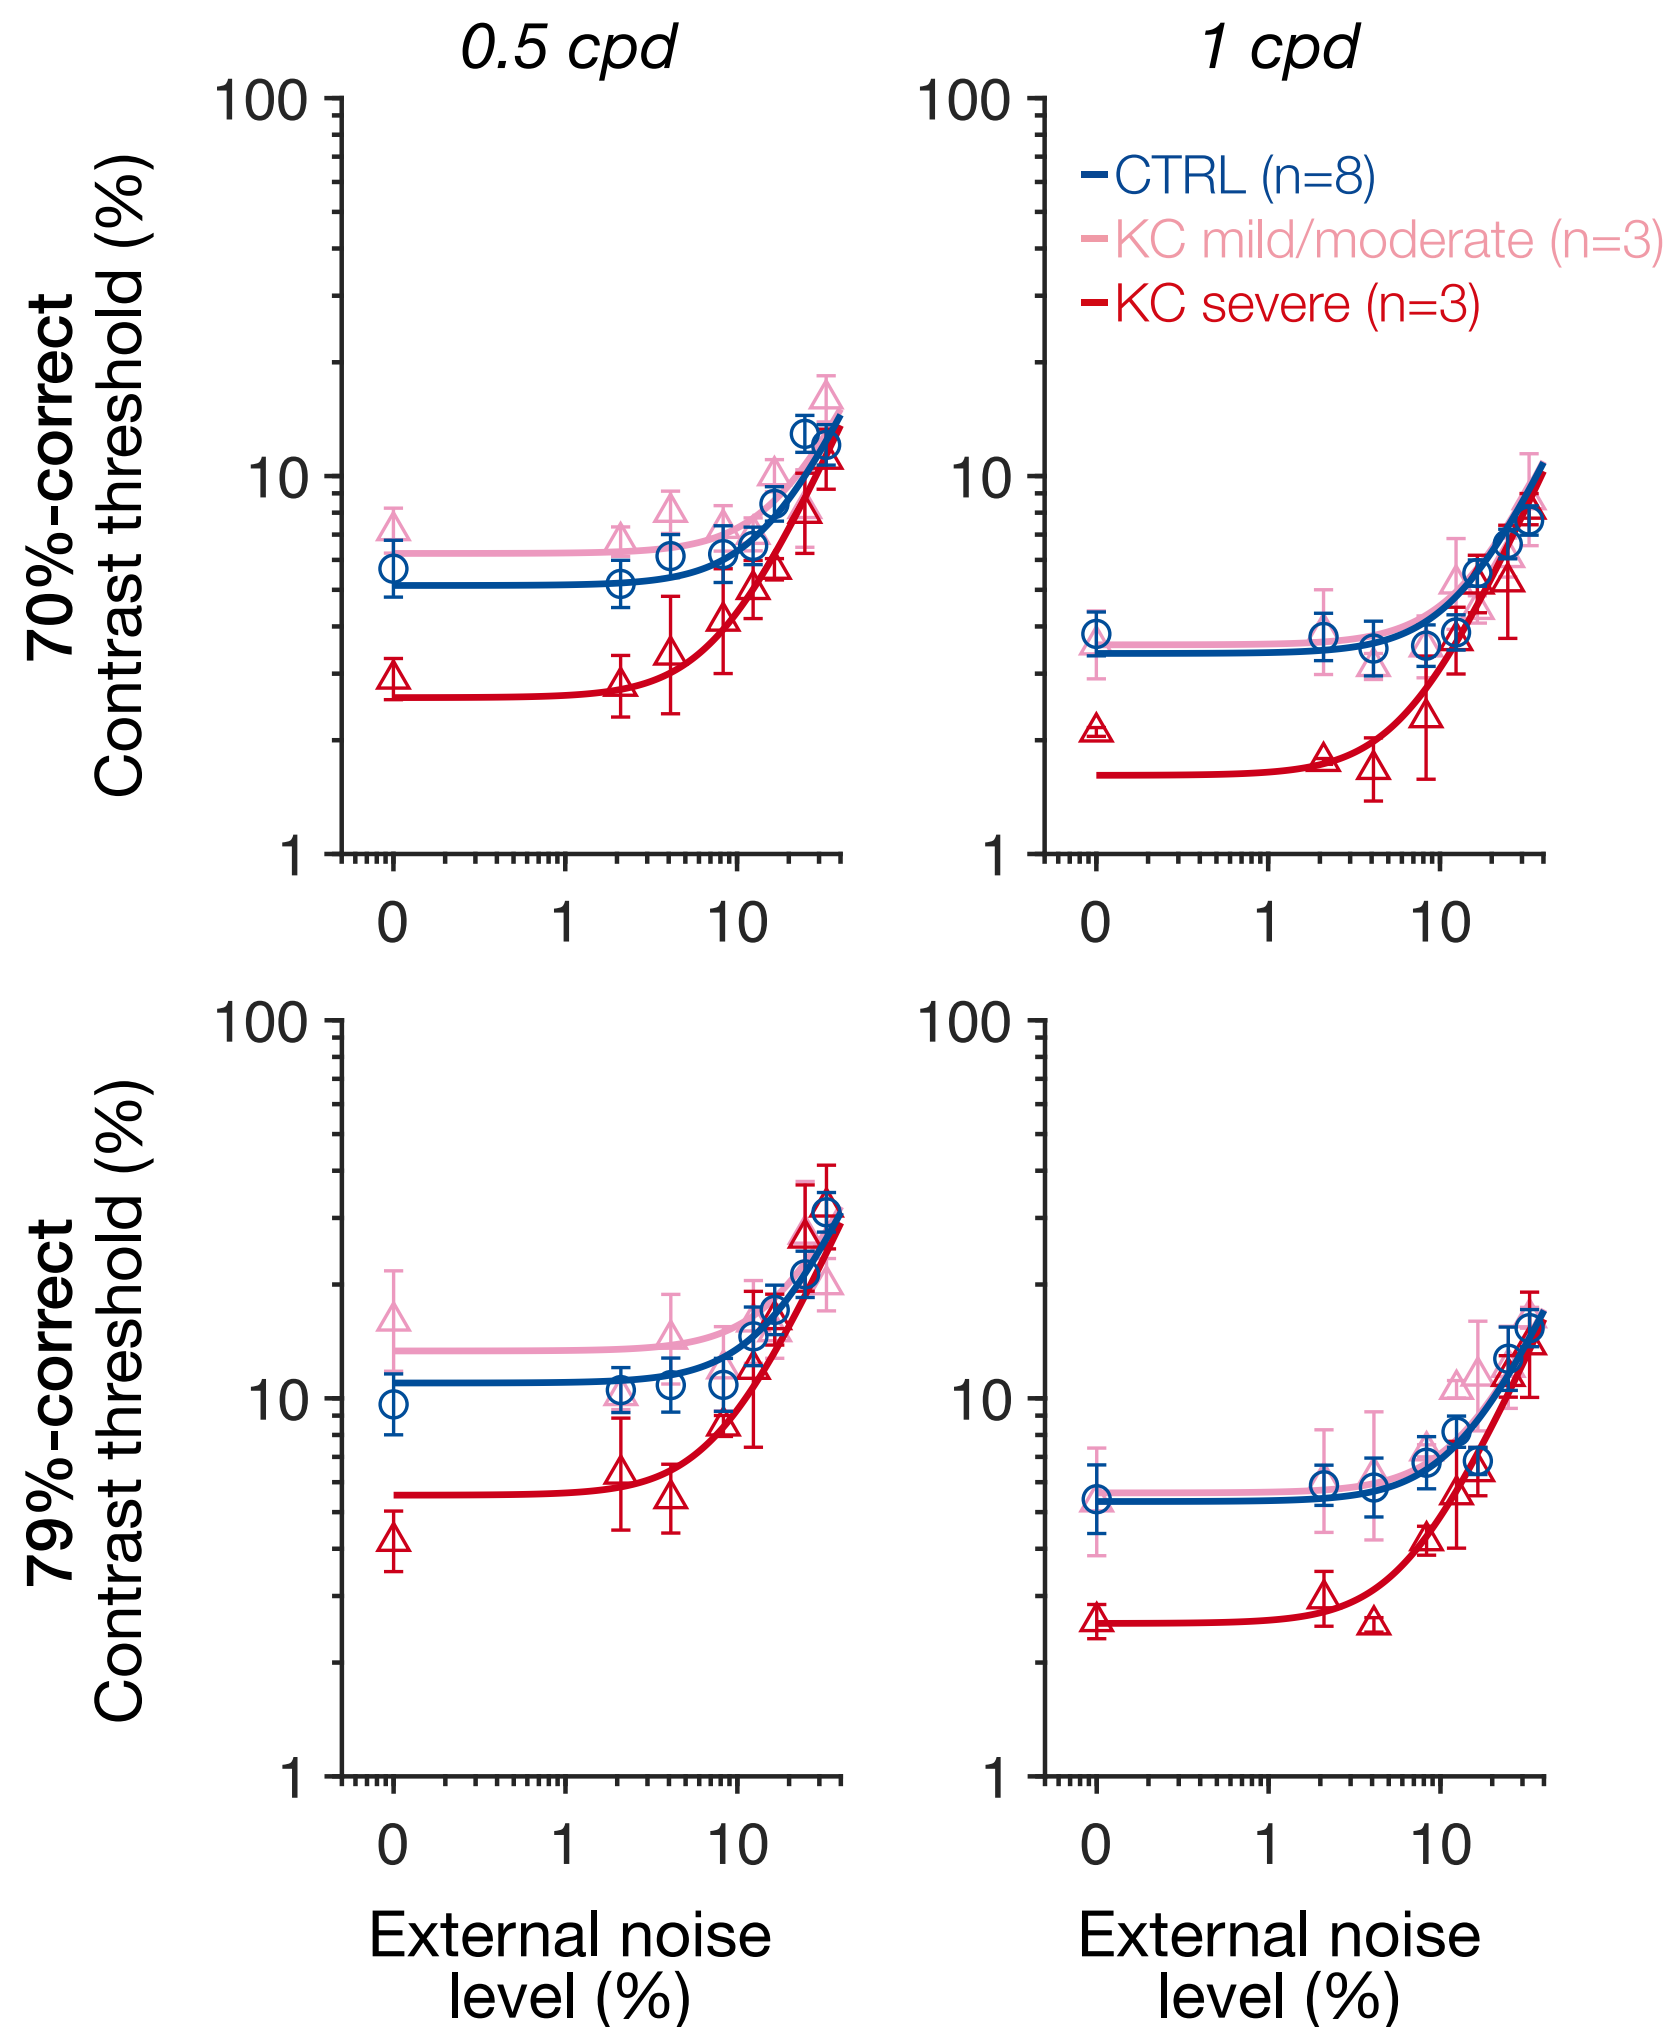 0.5 cpd
1 cpd
70%-correct
Contrast threshold (%)
100
10
1
0
1
10
100
10
1
0
1
10
CTRL (n=8)
KC mild/moderate (n=3)
KC severe (n=3)
79%-correct
Contrast threshold (%)
100
10
1
0
1
10
100
10
1
0
1
10
External noise
level (%)
External noise
level (%)